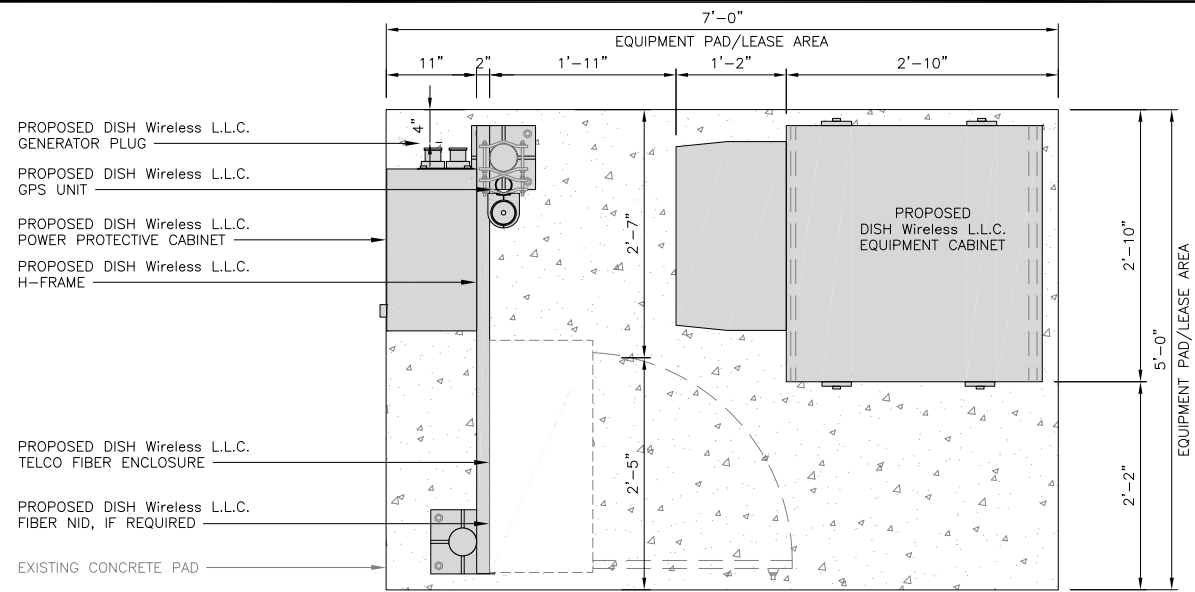 7'-0"
EQUIPMENT PAD/LEASE AREA
11"
2"
1'-11"
1'-2"
2'-10"
4"
PROPOSED DISH Wireless L.L.C.
GENERATOR PLUG
PROPOSED DISH Wireless L.L.C.
GPS UNIT
PROPOSED DISH Wireless L.L.C.
POWER PROTECTIVE CABINET
PROPOSED DISH Wireless L.L.C.
H-FRAME
PROPOSED DISH Wireless L.L.C.
TELCO FIBER ENCLOSURE
PROPOSED DISH Wireless L.L.C.
FIBER NID, IF REQUIRED
EXISTING CONCRETE PAD
2'-7"
2'-5"
PROPOSED
DISH Wireless L.L.C.
EQUIPMENT CABINET
2'-10"
2'-2"
5'-0"
EQUIPMENT PAD/LEASE AREA